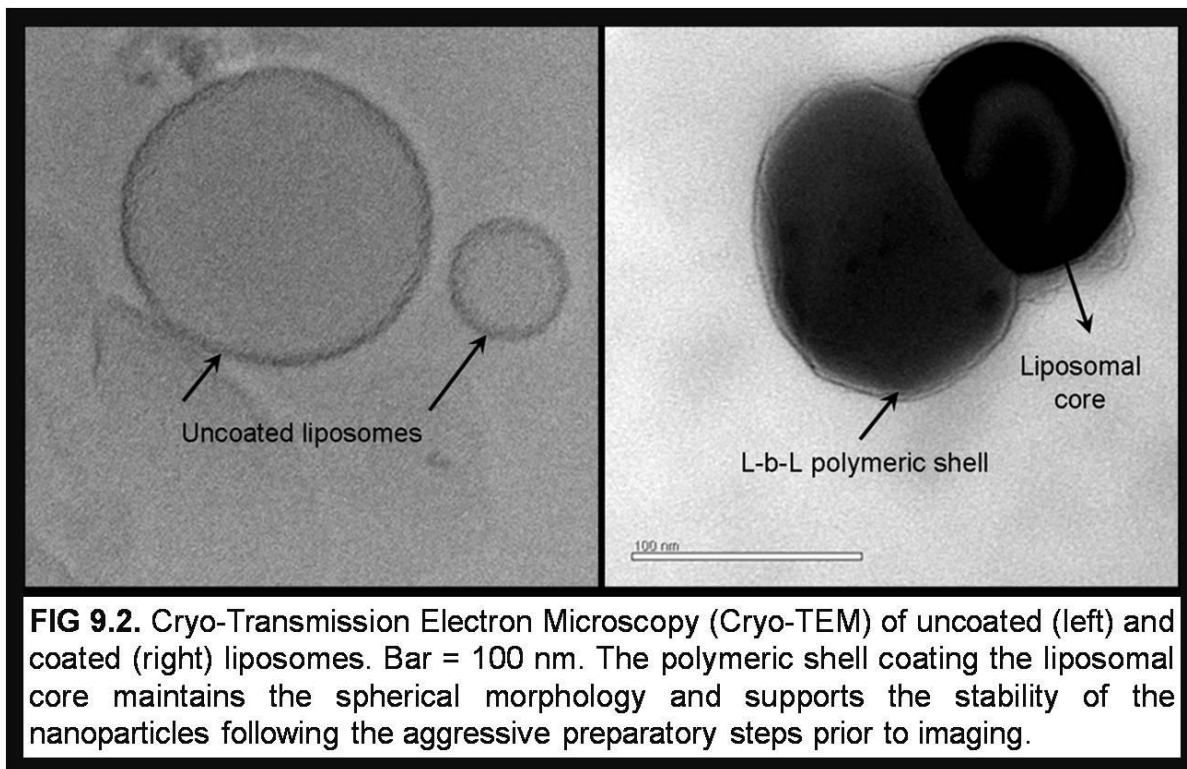 Uncoated liposomes
Liposomal
core
L-b-L polymeric shell
100 nm
FIG 9.2. Cryo-Transmission Electron Microscopy (Cryo-TEM) of uncoated (left) and
coated (right) liposomes. Bar = 100 nm. The polymeric shell coating the liposomal
core maintains the spherical morphology and supports the stability of the
nanoparticles following the aggressive preparatory steps prior to imaging.